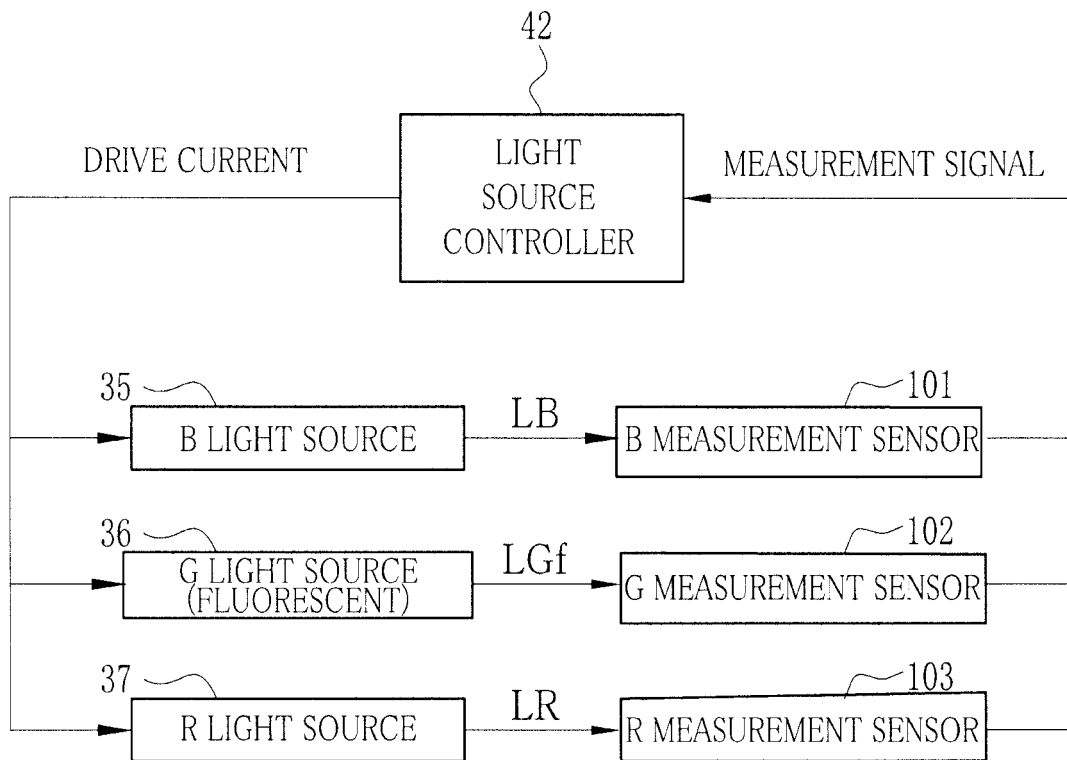 42
DRIVE CURRENT
LIGHT
SOURCE
CONTROLLER
MEASUREMENT SIGNAL
35
B LIGHT SOURCE
LB
101
B MEASUREMENT SENSOR
36
G LIGHT SOURCE
(FLUORESCENT)
LGf
102
G MEASUREMENT SENSOR
37
R LIGHT SOURCE
LR
103
R MEASUREMENT SENSOR